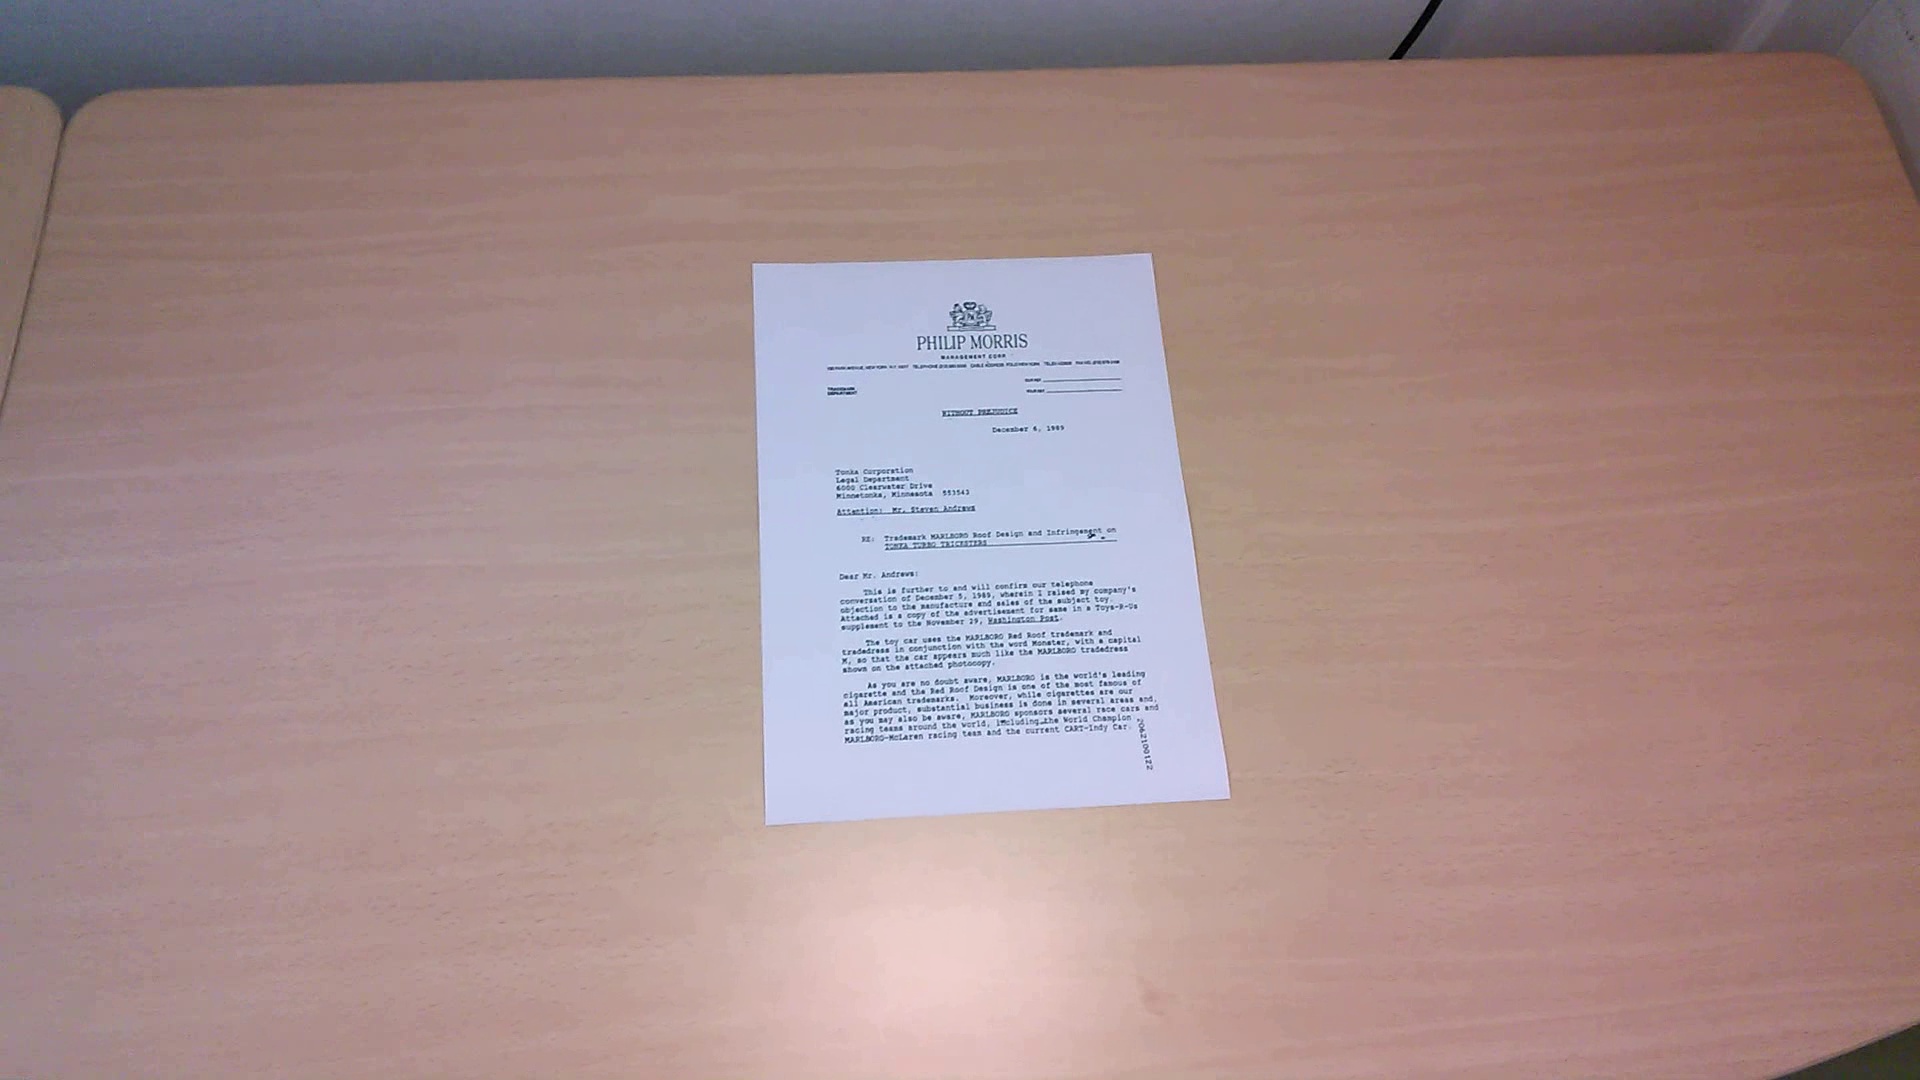 PHILIP MORRIS
MANAGEMENT CORP.
TRADEMARK
DEPARTMENT
OUR REF.
YOUR REF.
WITHOUT PREJUDICE
December 6, 1989
Tonka Corporation
Legal Department
6000 Clearwater Drive
Minnetonka, Minnesota 553543
Attention: Mr. Steven Andrews
RE: Trademark MARLBORO Roof Design and Infringement on
TONKA TURBO TRICKSTERS
Dear Mr. Andrews:
This is further to and will confirm our telephone
conversation of December 5, 1989, wherein I raised my company's
objection to the manufacture and sales of the subject toy.
Attached is a copy of the advertisement for same in a Toys-R-Us
supplement to the November 29, Washington Post.
The toy car uses the MARLBORO Red Roof trademark and
tradedress in conjunction with the word Monster, with a capital
M, so that the car appears much like the MARLBORO tradedress
shown on the attached photocopy.
As you are no doubt aware, MARLBORO is the world's leading
cigarette and the Red Roof Design is one of the most famous of
all American trademarks. Moreover, while cigarettes are our
major product, substantial business is done in several areas and,
as you may also be aware, MARLBORO sponsors several race cars and
racing teams around the world, including the World Champion
MARLBORO-McLaren racing team and the current CART-Indy Car
2062100122